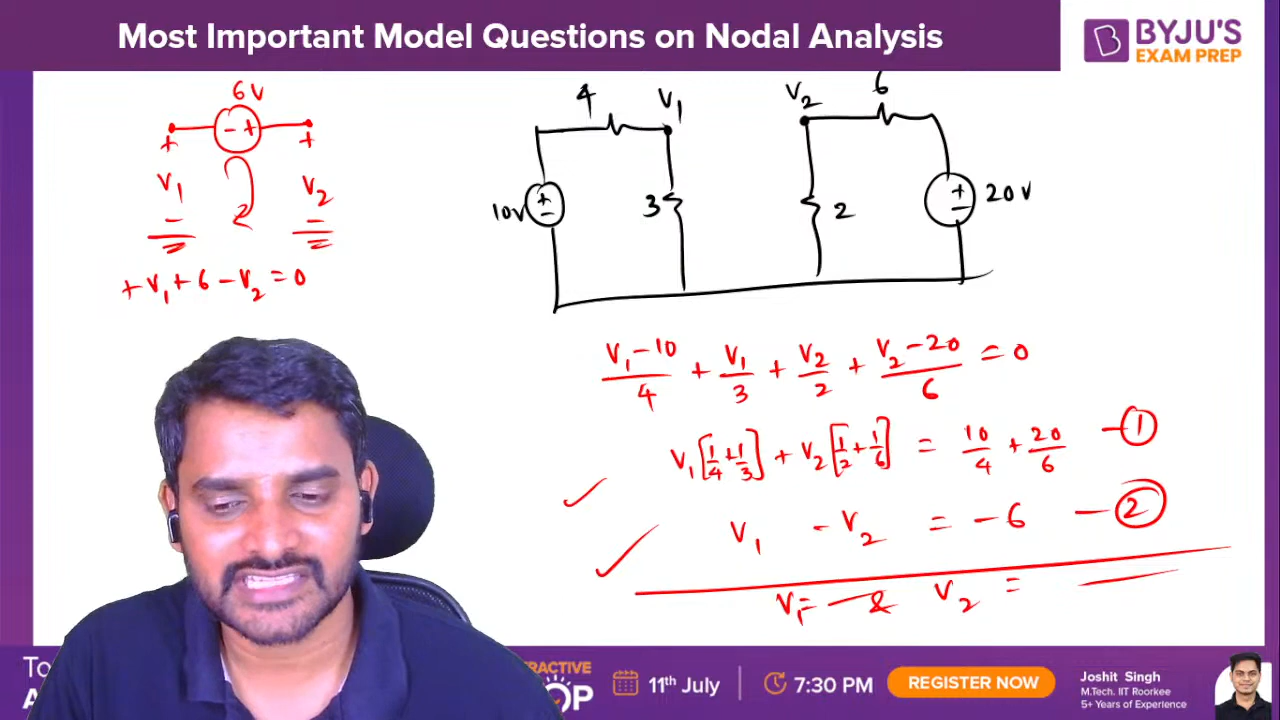 Most Important Model Questions on Nodal Analysis
BYJU'S
EXAM PREP
6V
- +
+ +
V₁ V₂
- -
+V₁ + 6 - V₂ = 0
4 V₁ V₂ 6
10V + - 3 2 + - 20V
(V₁ - 10)/4 + V₁/3 + V₂/2 + (V₂ - 20)/6 = 0
V₁[1/4 + 1/3] + V₂[1/2 + 1/6] = 10/4 + 20/6 - ①
V₁ - V₂ = -6 - ②
V₁ = — & V₂ = —
To
A
11th July
7:30 PM
REGISTER NOW
Joshit Singh
M.Tech. IIT Roorkee
5+ Years of Experience